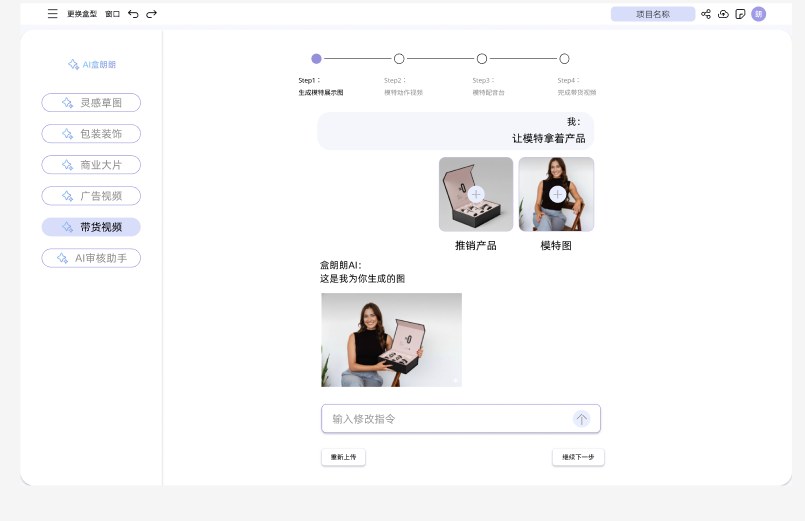 更换盒型 窗口 项目名称 朗
AI盒朗朗
灵感草图
包装装饰
商业大片
广告视频
带货视频
AI审核助手
Step1： Step2： Step3： Step4：
生成模特展示图 模特动作视频 模特配音台 完成带货视频
我：
让模特拿着产品
推销产品 模特图
盒朗朗AI：
这是我为你生成的图
输入修改指令
重新上传 继续下一步